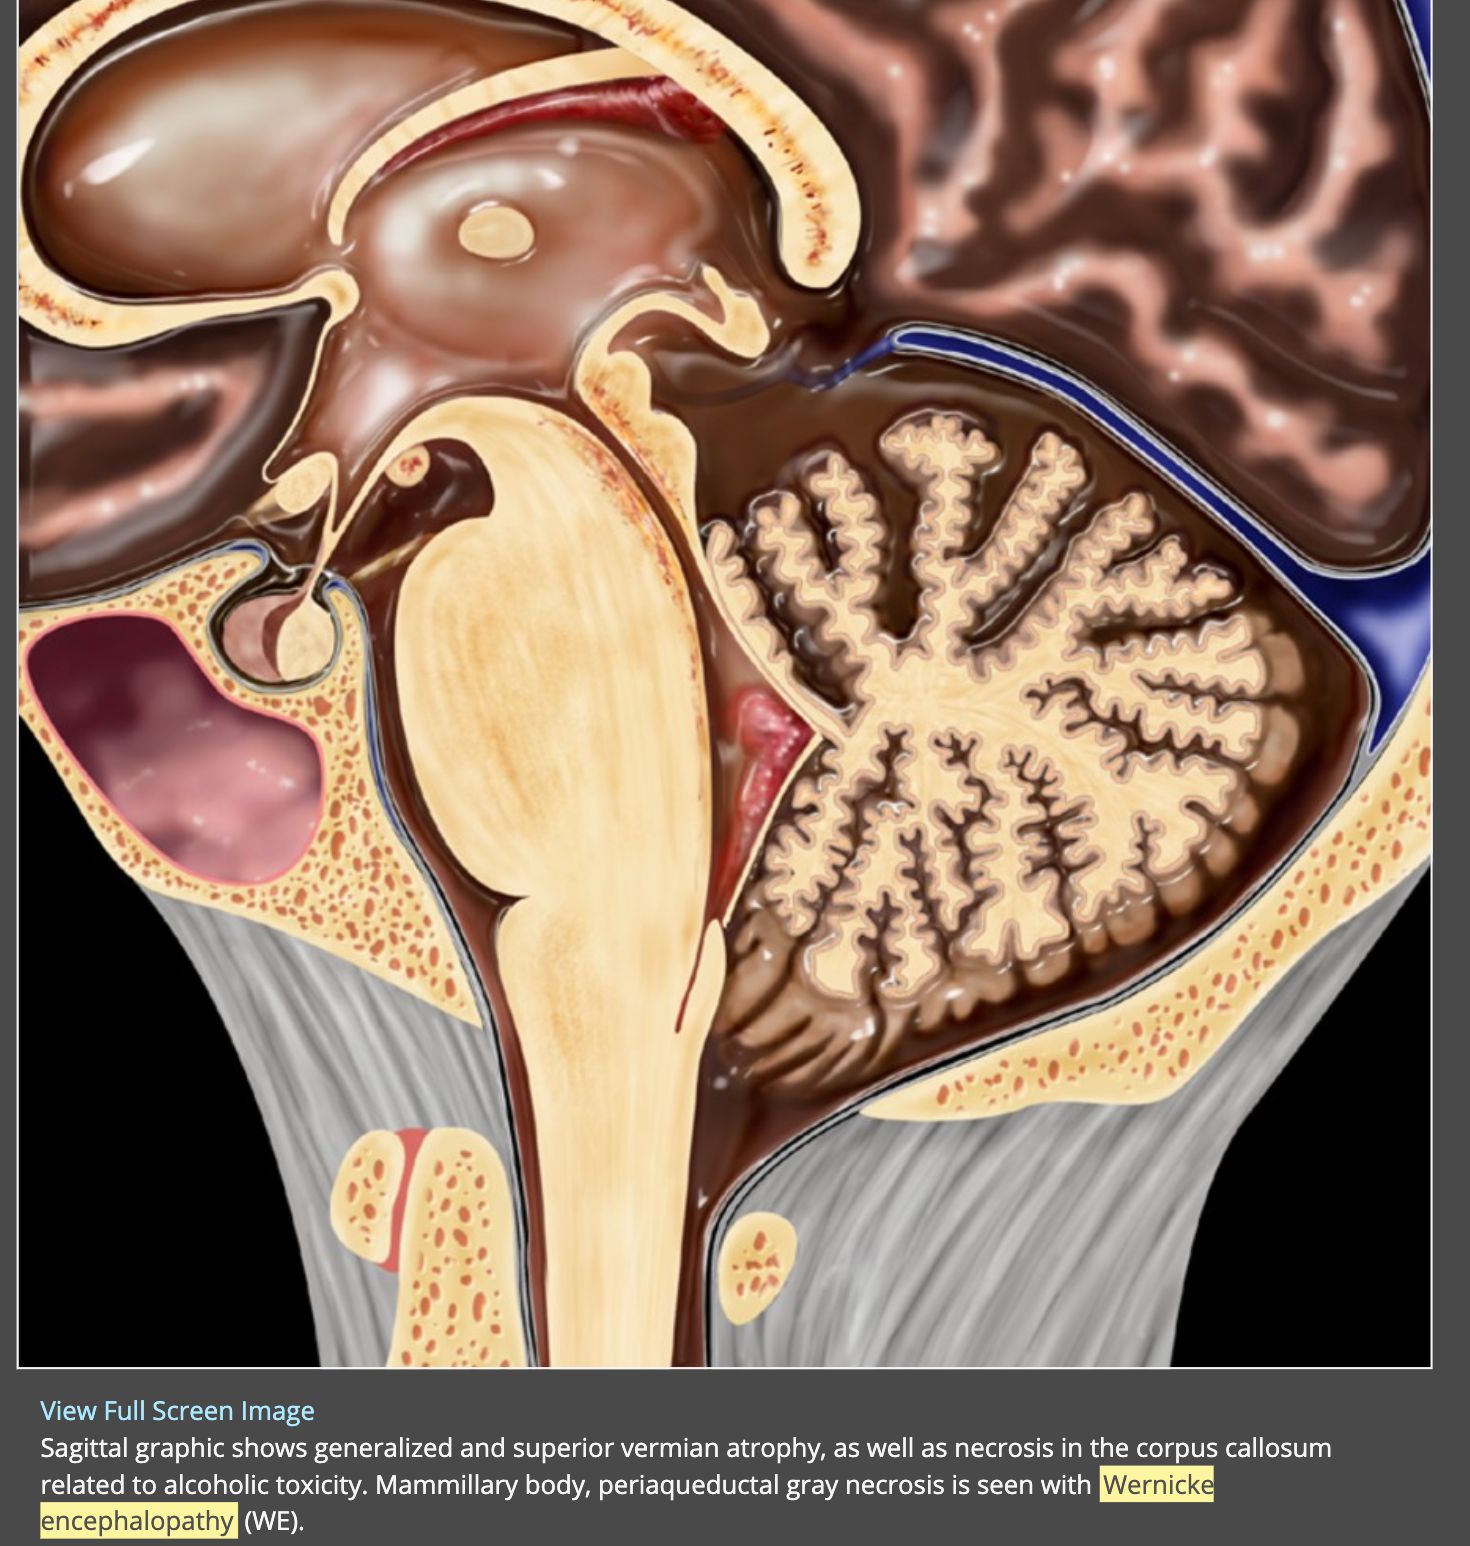 View Full Screen Image
Sagittal graphic shows generalized and superior vermian atrophy, as well as necrosis in the corpus callosum
related to alcoholic toxicity. Mammillary body, periaqueductal gray necrosis is seen with Wernicke
encephalopathy (WE).